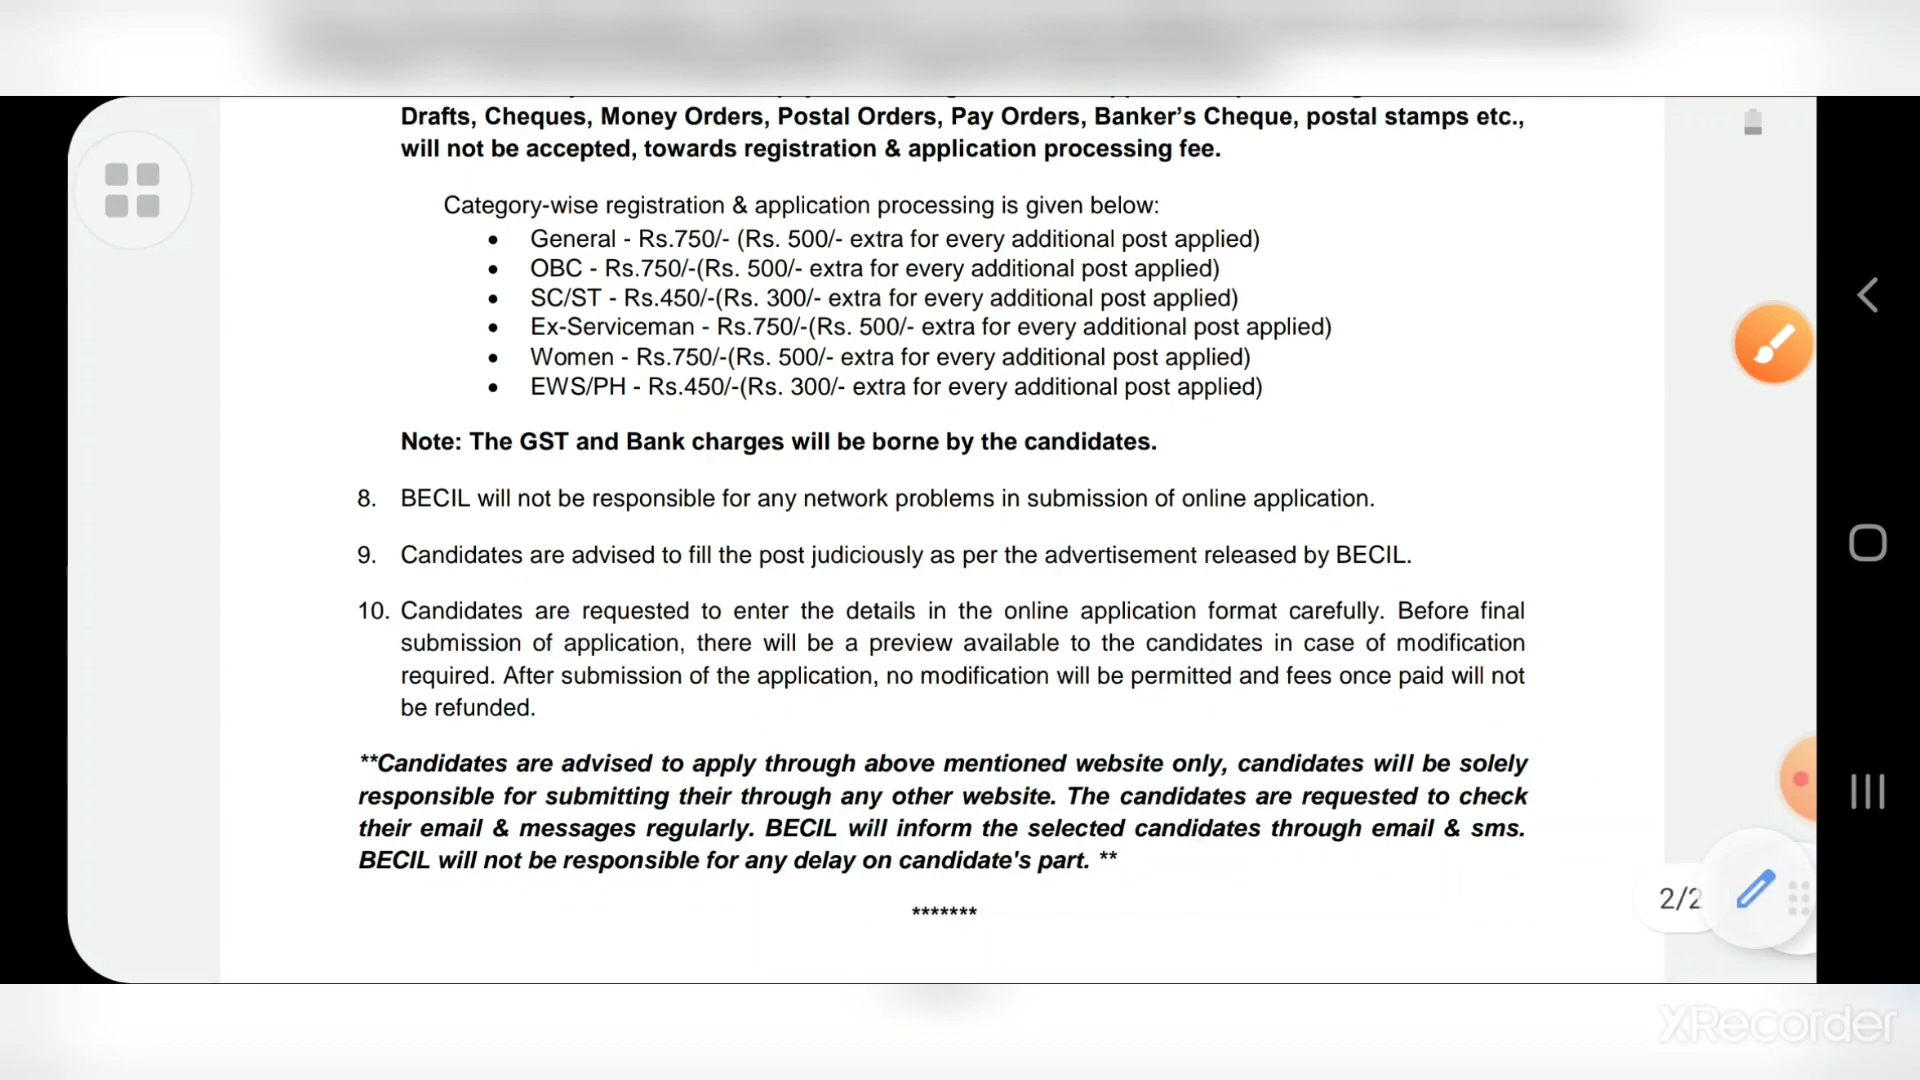 Drafts, Cheques, Money Orders, Postal Orders, Pay Orders, Banker’s Cheque, postal stamps etc.,
will not be accepted, towards registration & application processing fee.
Category-wise registration & application processing is given below:
• General - Rs.750/- (Rs. 500/- extra for every additional post applied)
• OBC - Rs.750/-(Rs. 500/- extra for every additional post applied)
• SC/ST - Rs.450/-(Rs. 300/- extra for every additional post applied)
• Ex-Serviceman - Rs.750/-(Rs. 500/- extra for every additional post applied)
• Women - Rs.750/-(Rs. 500/- extra for every additional post applied)
• EWS/PH - Rs.450/-(Rs. 300/- extra for every additional post applied)
Note: The GST and Bank charges will be borne by the candidates.
8. BECIL will not be responsible for any network problems in submission of online application.
9. Candidates are advised to fill the post judiciously as per the advertisement released by BECIL.
10. Candidates are requested to enter the details in the online application format carefully. Before final
submission of application, there will be a preview available to the candidates in case of modification
required. After submission of the application, no modification will be permitted and fees once paid will not
be refunded.
**Candidates are advised to apply through above mentioned website only, candidates will be solely
responsible for submitting their through any other website. The candidates are requested to check
their email & messages regularly. BECIL will inform the selected candidates through email & sms.
BECIL will not be responsible for any delay on candidate's part. **
*******
2/2
XRecorder